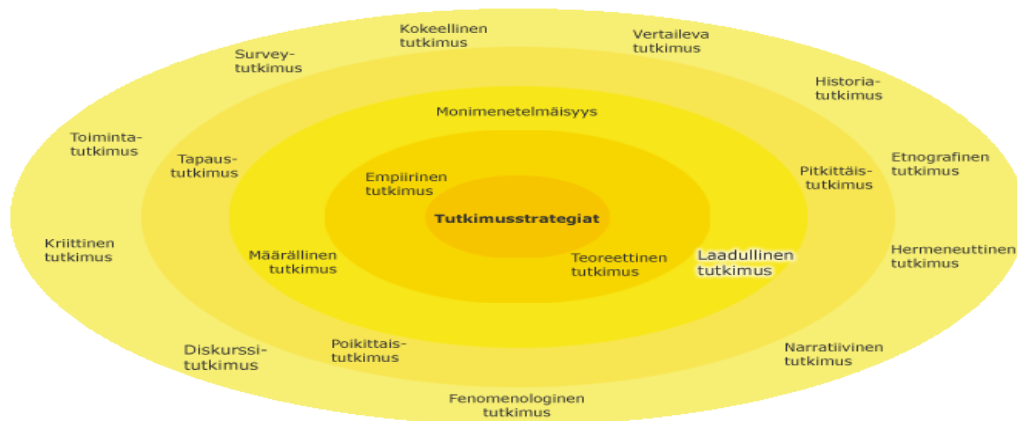 Kokeellinen
tutkimus
Vertaileva
tutkimus
Survey-
tutkimus
Historia-
tutkimus
Monimenetelmäisyys
Toiminta-
tutkimus
Tapaus-
tutkimus
Empiirinen
tutkimus
Pitkittäis-
tutkimus
Etnografinen
tutkimus
Tutkimusstrategiat
Kriittinen
tutkimus
Määrällinen
tutkimus
Teoreettinen
tutkimus
Laadullinen
tutkimus
Hermeneuttinen
tutkimus
Diskurssi-
tutkimus
Poikittais-
tutkimus
Narratiivinen
tutkimus
Fenomenologinen
tutkimus